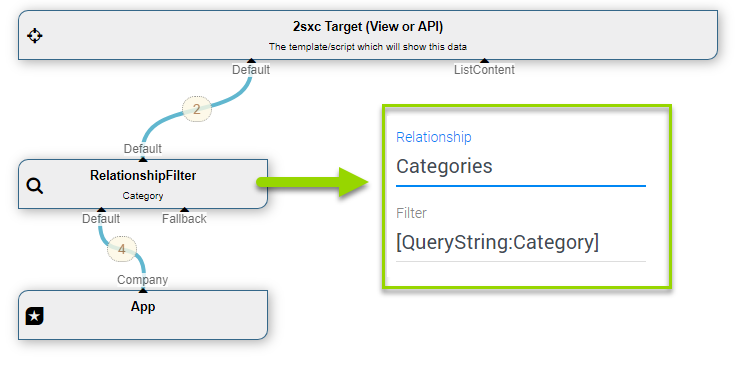 2sxc Target (View or API)
The template/script which will show this data
Default
ListContent
2
Default
RelationshipFilter
Category
Default
Fallback
4
Company
App
Relationship
Categories
Filter
[QueryString:Category]